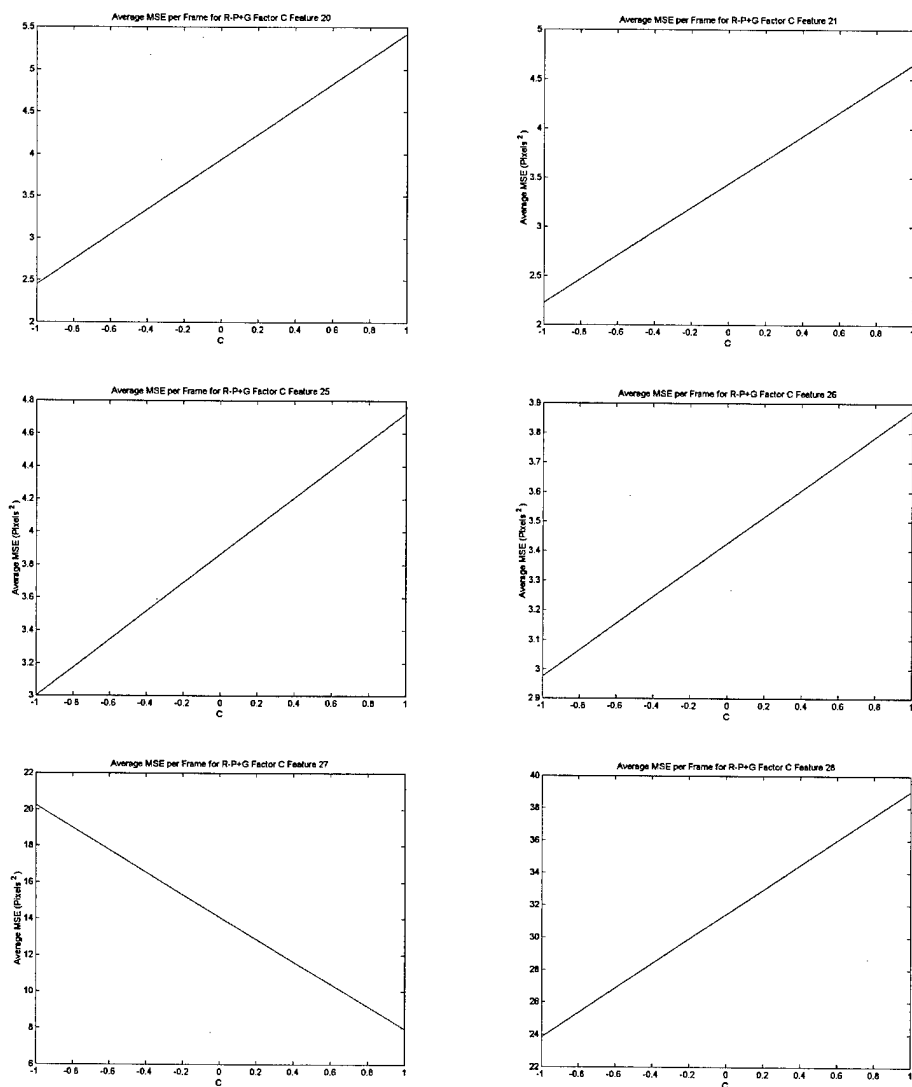 Average MSE per Frame for R-P+G Factor C Feature 20
5.5
5
4.5
4
3.5
3
2.5
2
-1 -0.8 -0.6 -0.4 -0.2 0 0.2 0.4 0.6 0.8 1
C
Average MSE per Frame for R-P+G Factor C Feature 21
Average MSE (Pixels^2)
5
4.5
4
3.5
3
2.5
2
-1 -0.8 -0.6 -0.4 -0.2 0 0.2 0.4 0.6 0.8 1
C
Average MSE per Frame for R-P+G Factor C Feature 25
Average MSE (Pixels^2)
4.8
4.6
4.4
4.2
4
3.8
3.6
3.4
3.2
3
-1 -0.8 -0.6 -0.4 -0.2 0 0.2 0.4 0.6 0.8 1
C
Average MSE per Frame for R-P+G Factor C Feature 26
Average MSE (Pixels^2)
3.9
3.8
3.7
3.6
3.5
3.4
3.3
3.2
3.1
3
2.9
-1 -0.8 -0.6 -0.4 -0.2 0 0.2 0.4 0.6 0.8 1
C
Average MSE per Frame for R-P+G Factor C Feature 27
Average MSE (Pixels^2)
22
20
18
16
14
12
10
8
6
-1 -0.8 -0.6 -0.4 -0.2 0 0.2 0.4 0.6 0.8 1
C
Average MSE per Frame for R-P+G Factor C Feature 28
Average MSE (Pixels^2)
40
38
36
34
32
30
28
26
24
22
-1 -0.8 -0.6 -0.4 -0.2 0 0.2 0.4 0.6 0.8 1
C